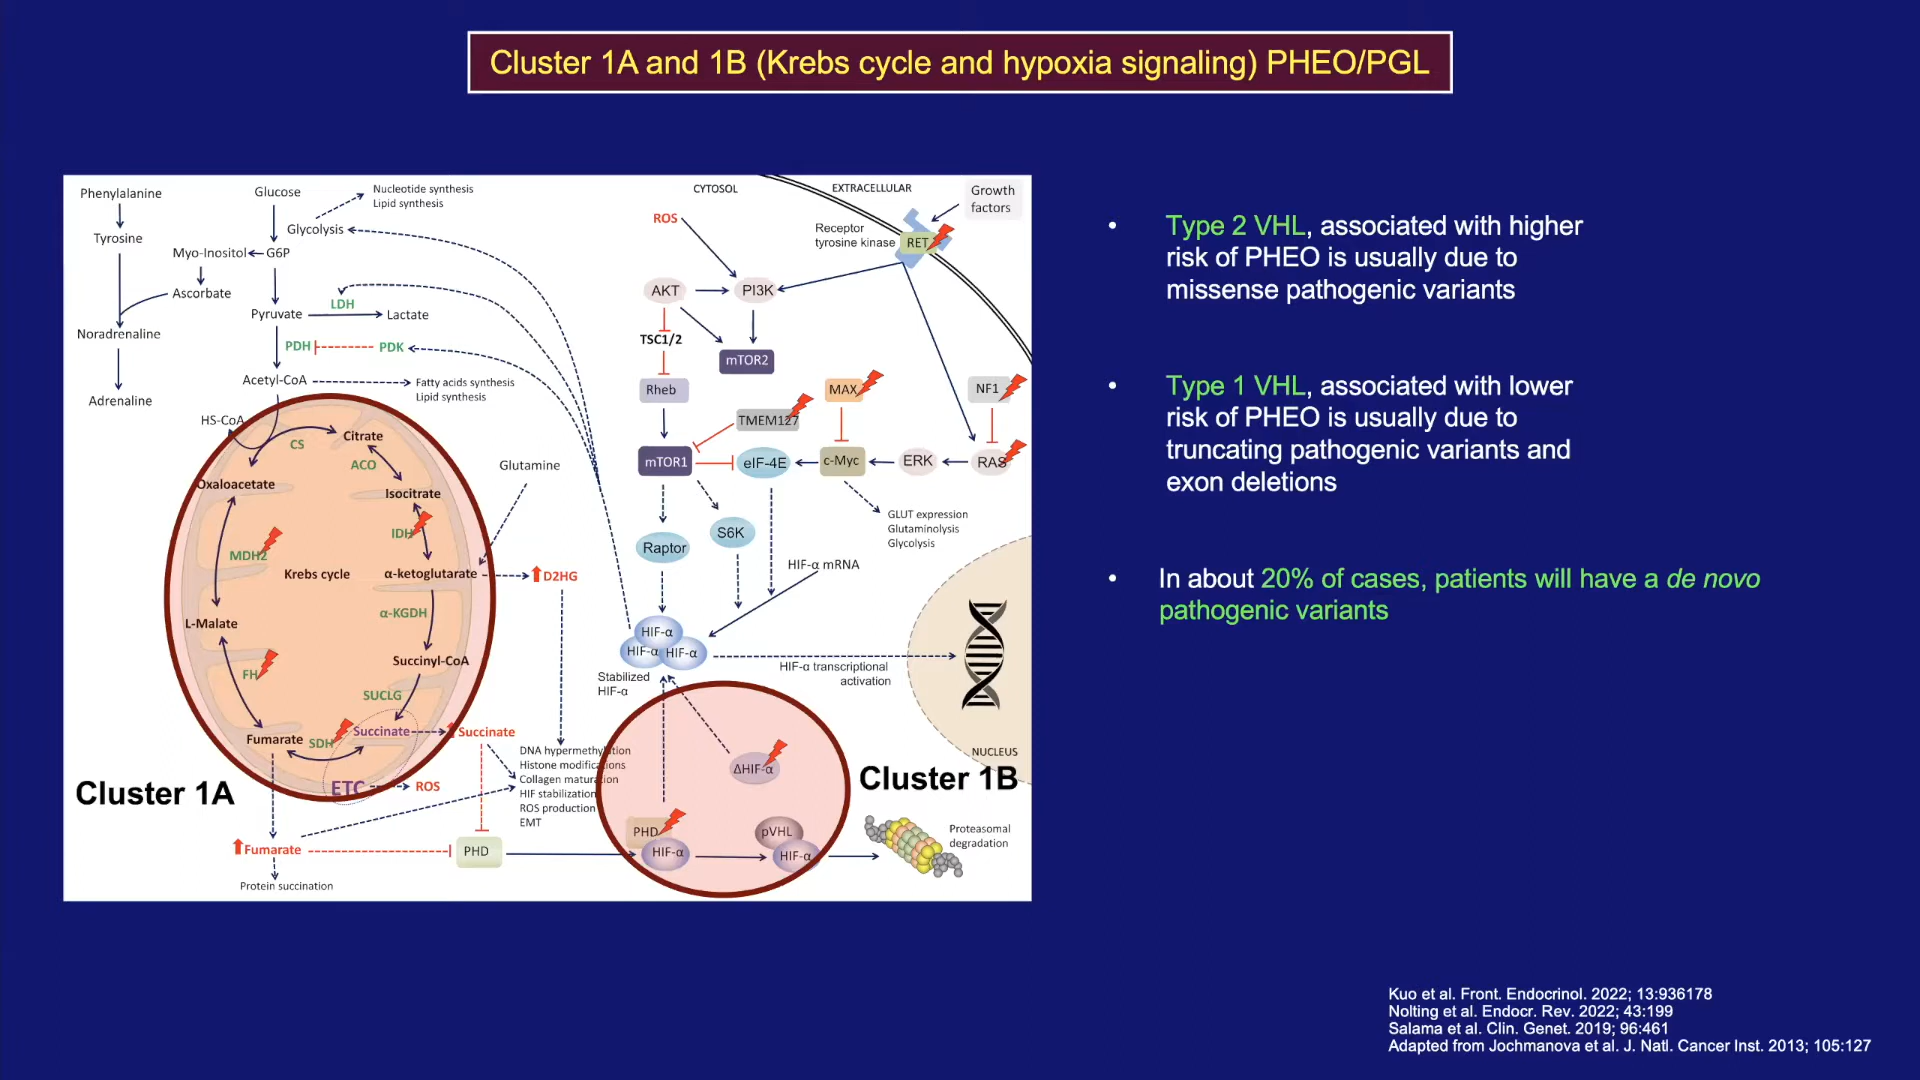 Cluster 1A and 1B (Krebs cycle and hypoxia signaling) PHEO/PGL
Phenylalanine
Tyrosine
Noradrenaline
Adrenaline
Glucose
Nucleotide synthesis
Lipid synthesis
Glycolysis
Myo-Inositol
G6P
Ascorbate
LDH
Pyruvate
Lactate
PDH
PDK
Acetyl-CoA
Fatty acids synthesis
Lipid synthesis
HS-CoA
CS
Citrate
ACO
Oxaloacetate
Isocitrate
Glutamine
IDH
MDH2
Krebs cycle
α-ketoglutarate
D2HG
α-KGDH
L-Malate
Succinyl-CoA
FH
SUCLG
Fumarate
SDH
Succinate
Succinate
ETC
ROS
Cluster 1A
DNA hypermethylation
Histone modifications
Collagen maturation
HIF stabilization
ROS production
EMT
Fumarate
PHD
Protein succination
CYTOSOL
EXTRACELLULAR
Growth
factors
ROS
Receptor
tyrosine kinase
RET
AKT
PI3K
TSC1/2
mTOR2
Rheb
MAX
NF1
TMEM127
mTOR1
eIF-4E
c-Myc
ERK
RAS
GLUT expression
Glutaminolysis
Glycolysis
Raptor
S6K
HIF-α mRNA
HIF-α
HIF-α
HIF-α
Stabilized
HIF-α
HIF-α transcriptional
activation
NUCLEUS
ΔHIF-α
Cluster 1B
PHD
HIF-α
pVHL
HIF-α
Proteasomal
degradation
• Type 2 VHL, associated with higher
risk of PHEO is usually due to
missense pathogenic variants
• Type 1 VHL, associated with lower
risk of PHEO is usually due to
truncating pathogenic variants and
exon deletions
• In about 20% of cases, patients will have a de novo
pathogenic variants
Kuo et al. Front. Endocrinol. 2022; 13:936178
Nolting et al. Endocr. Rev. 2022; 43:199
Salama et al. Clin. Genet. 2019; 96:461
Adapted from Jochmanova et al. J. Natl. Cancer Inst. 2013; 105:127